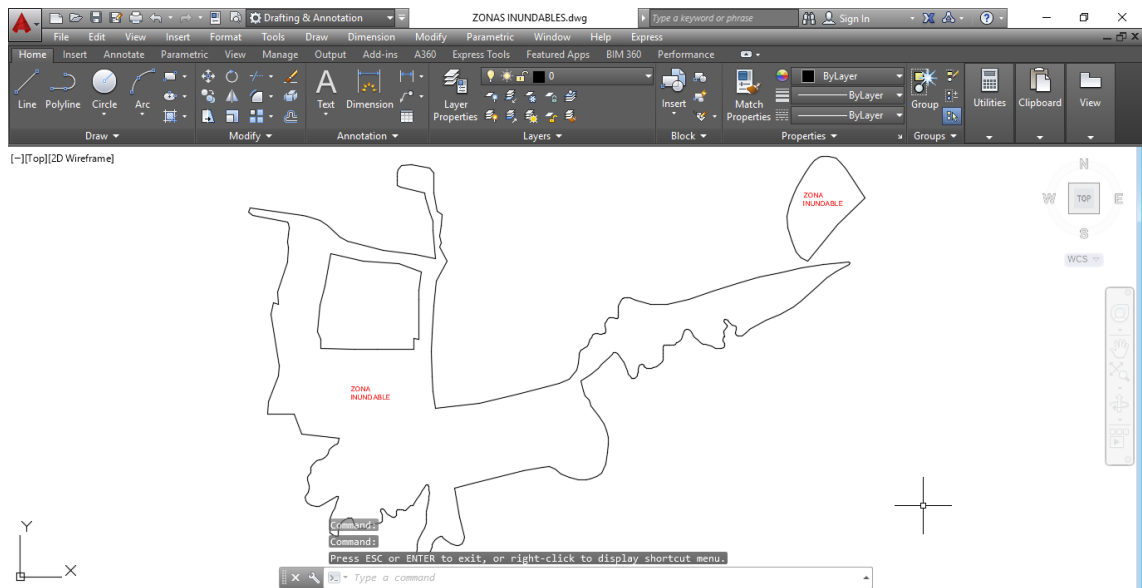 Drafting & Annotation
ZONAS INUNDABLES.dwg
Type a keyword or phrase
Sign In
File Edit View Insert Format Tools Draw Dimension Modify Parametric Window Help Express
Home Insert Annotate Parametric View Manage Output Add-ins A360 Express Tools Featured Apps BIM 360 Performance
0
ByLayer
ByLayer
ByLayer
Line Polyline Circle Arc
Text Dimension
Layer
Properties
Insert
Match
Properties
Group
Utilities
Clipboard
View
Draw Modify Annotation Layers Block Properties Groups
[−][Top][2D Wireframe]
N
W TOP E
S
WCS
ZONA
INUNDABLE
ZONA
INUNDABLE
Y
X
Command:
Command:
Press ESC or ENTER to exit, or right-click to display shortcut menu.
Type a command